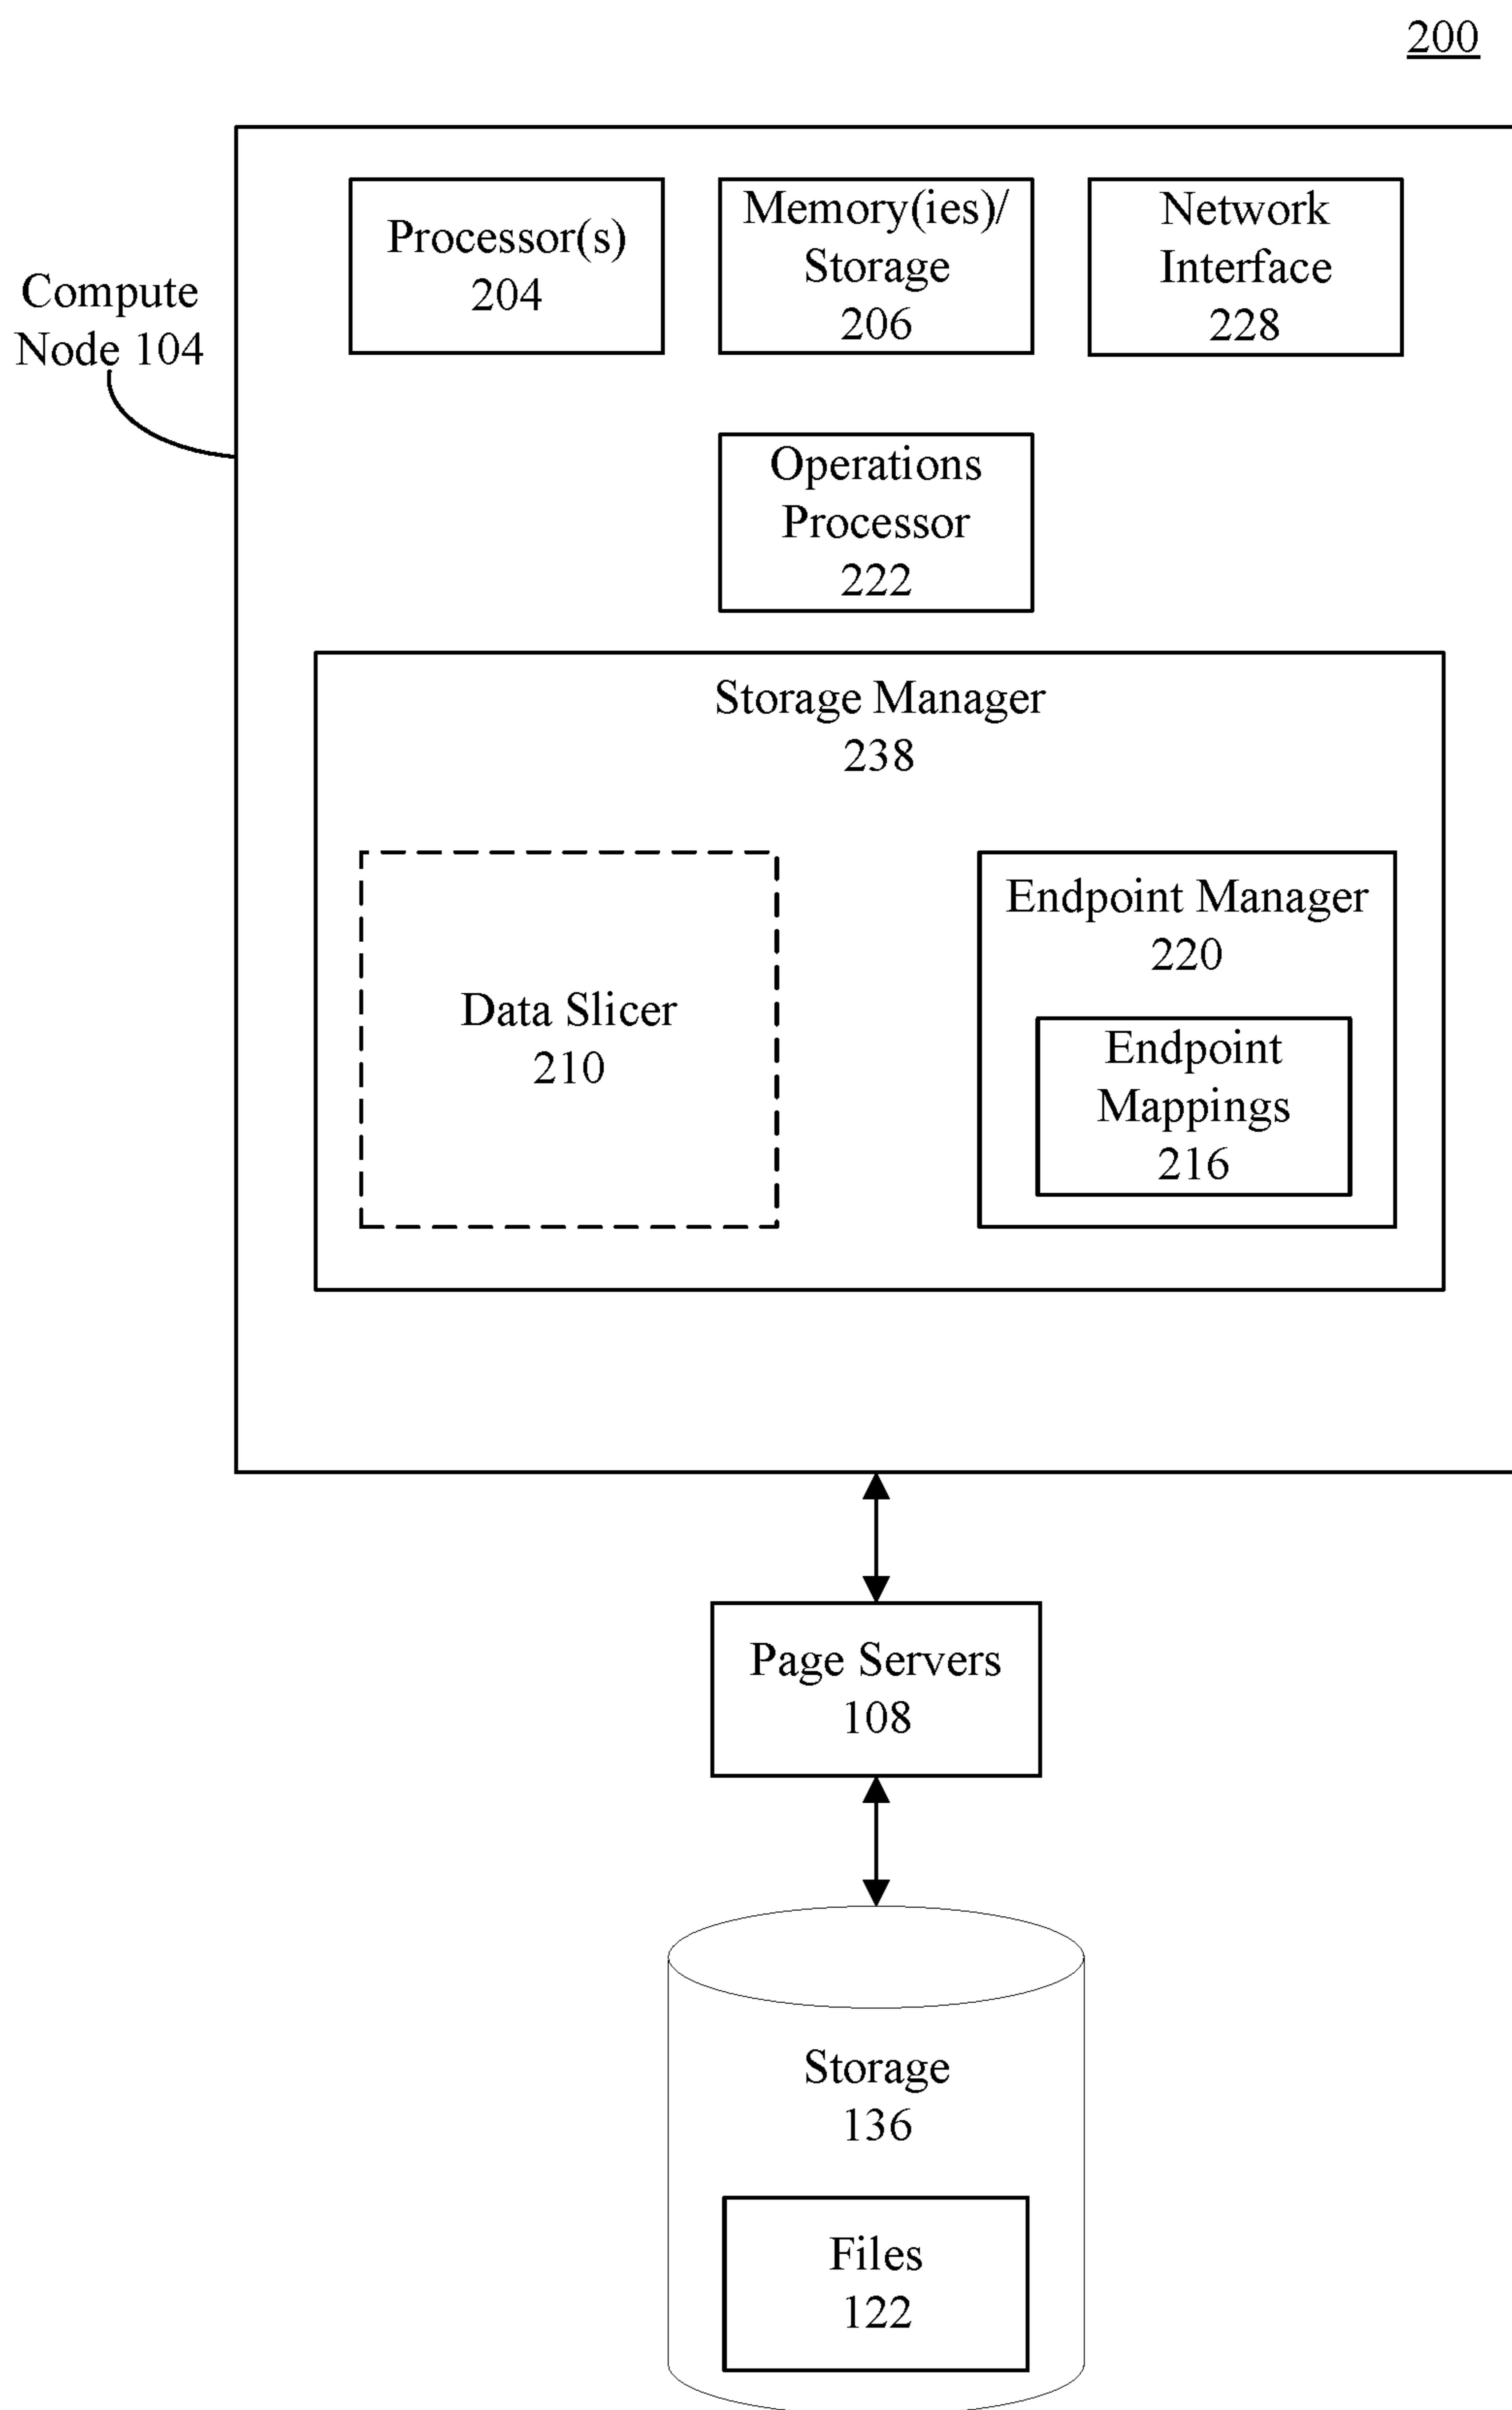 200
Compute
Node 104
Processor(s)
204
Memory(ies)/
Storage
206
Network
Interface
228
Operations
Processor
222
Storage Manager
238
Data Slicer
210
Endpoint Manager
220
Endpoint
Mappings
216
Page Servers
108
Storage
136
Files
122